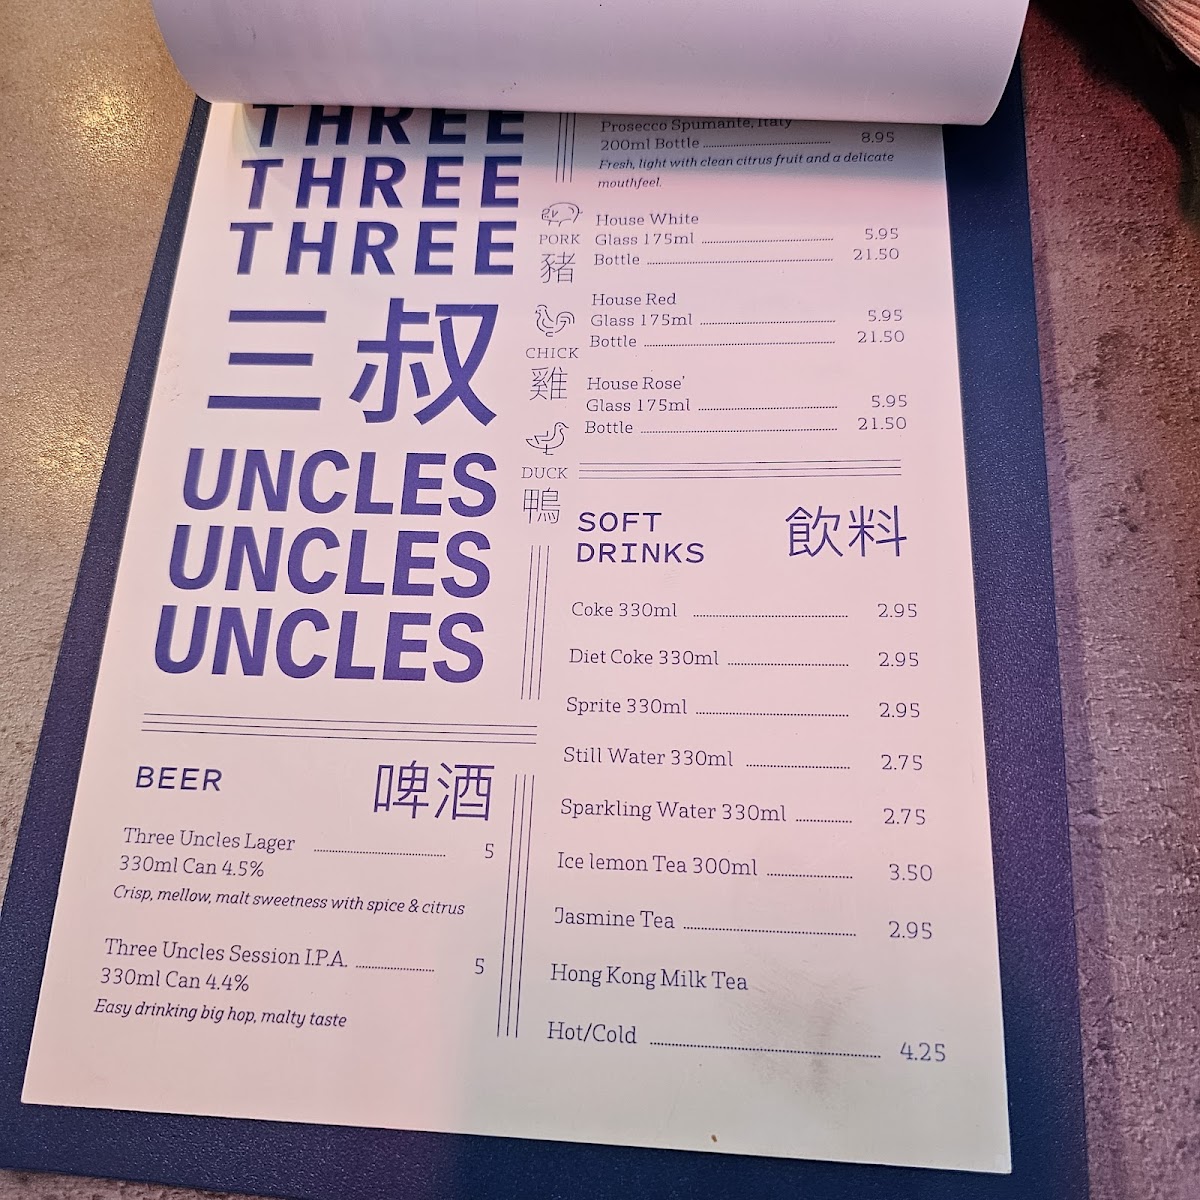 THREE
THREE
THREE
三叔
UNCLES
UNCLES
UNCLES
BEER 啤酒
Three Uncles Lager 5
330ml Can 4.5%
Crisp, mellow, malt sweetness with spice & citrus
Three Uncles Session I.P.A. 5
330ml Can 4.4%
Easy drinking big hop, malty taste
PORK
豬
CHICK
雞
DUCK
鴨
Prosecco Spumante, Italy
200ml Bottle 8.95
Fresh, light with clean citrus fruit and a delicate
mouthfeel.
House White
Glass 175ml 5.95
Bottle 21.50
House Red
Glass 175ml 5.95
Bottle 21.50
House Rose'
Glass 175ml 5.95
Bottle 21.50
SOFT
DRINKS 飲料
Coke 330ml 2.95
Diet Coke 330ml 2.95
Sprite 330ml 2.95
Still Water 330ml 2.75
Sparkling Water 330ml 2.75
Ice lemon Tea 300ml 3.50
Jasmine Tea 2.95
Hong Kong Milk Tea
Hot/Cold 4.25